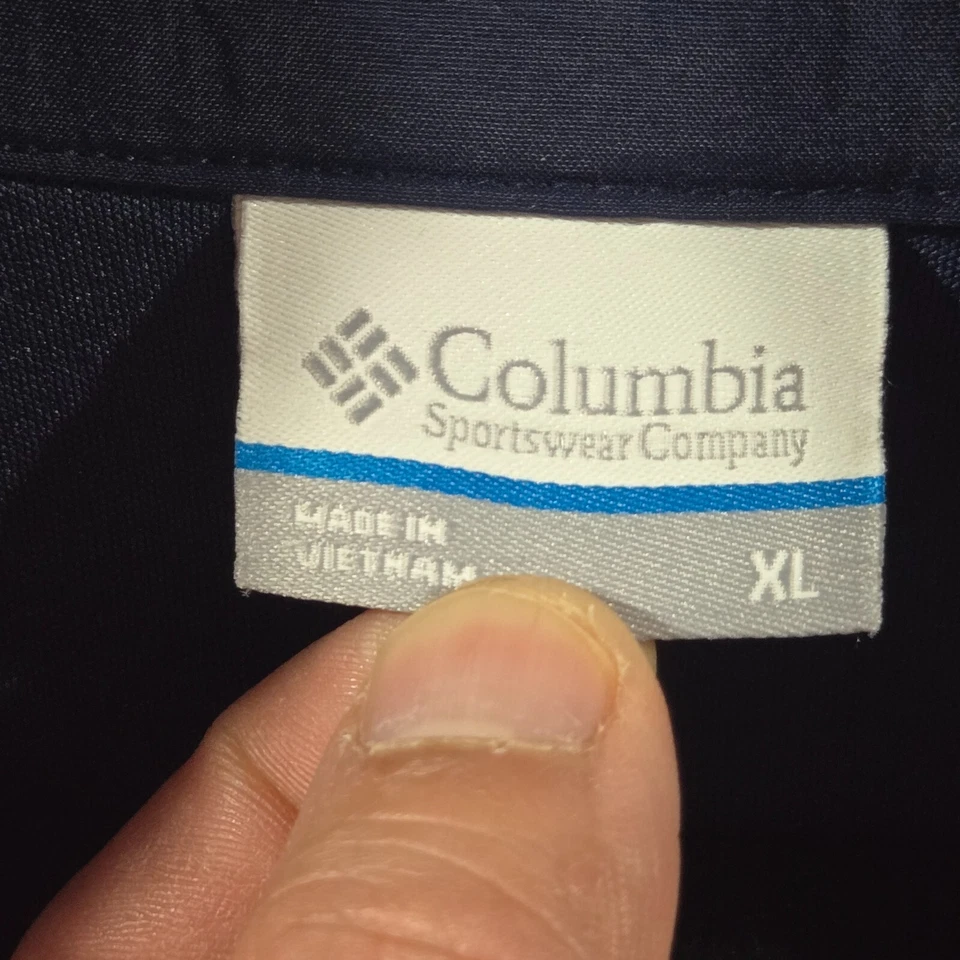 Columbia
Sportswear Company
MADE IN
VIETNAM
XL